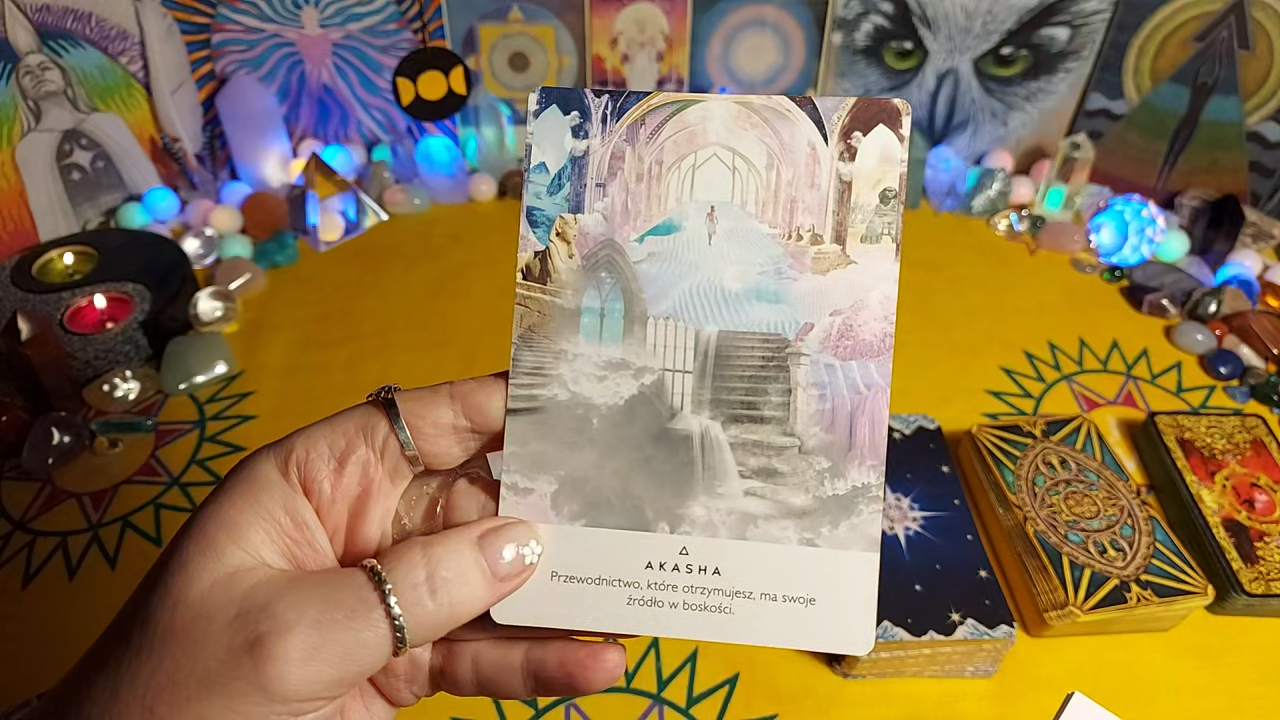 AKASHA
Przewodnictwo, które otrzymujesz, ma swoje
źródło w boskości.